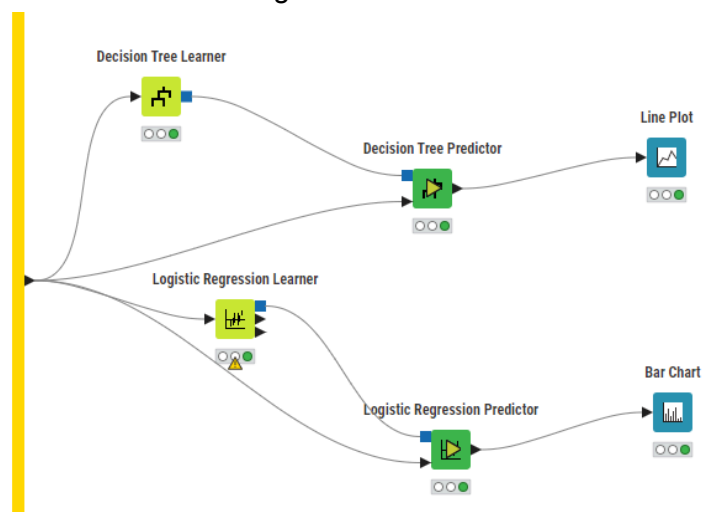 Decision Tree Learner
Line Plot
Decision Tree Predictor
Logistic Regression Learner
Bar Chart
Logistic Regression Predictor